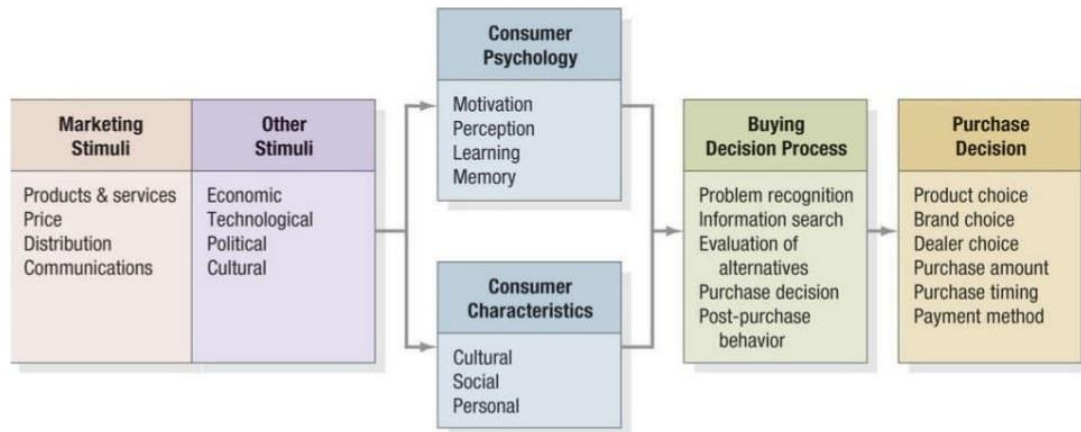 Marketing
Stimuli
Products & services
Price
Distribution
Communications
Other
Stimuli
Economic
Technological
Political
Cultural
Consumer
Psychology
Motivation
Perception
Learning
Memory
Consumer
Characteristics
Cultural
Social
Personal
Buying
Decision Process
Problem recognition
Information search
Evaluation of
alternatives
Purchase decision
Post-purchase
behavior
Purchase
Decision
Product choice
Brand choice
Dealer choice
Purchase amount
Purchase timing
Payment method